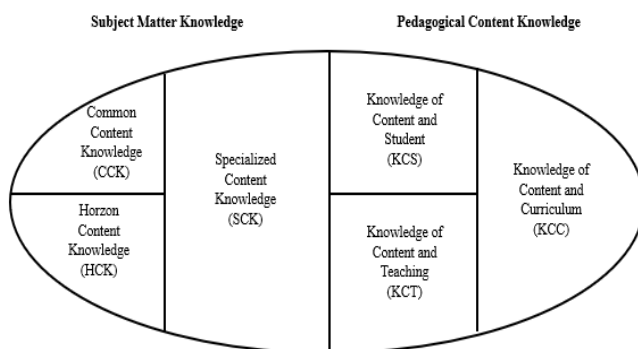 Subject Matter Knowledge
Pedagogical Content Knowledge
Common
Content
Knowledge
(CCK)
Horzon
Content
Knowledge
(HCK)
Specialized
Content
Knowledge
(SCK)
Knowledge of
Content and
Student
(KCS)
Knowledge of
Content and
Teaching
(KCT)
Knowledge of
Content and
Curriculum
(KCC)